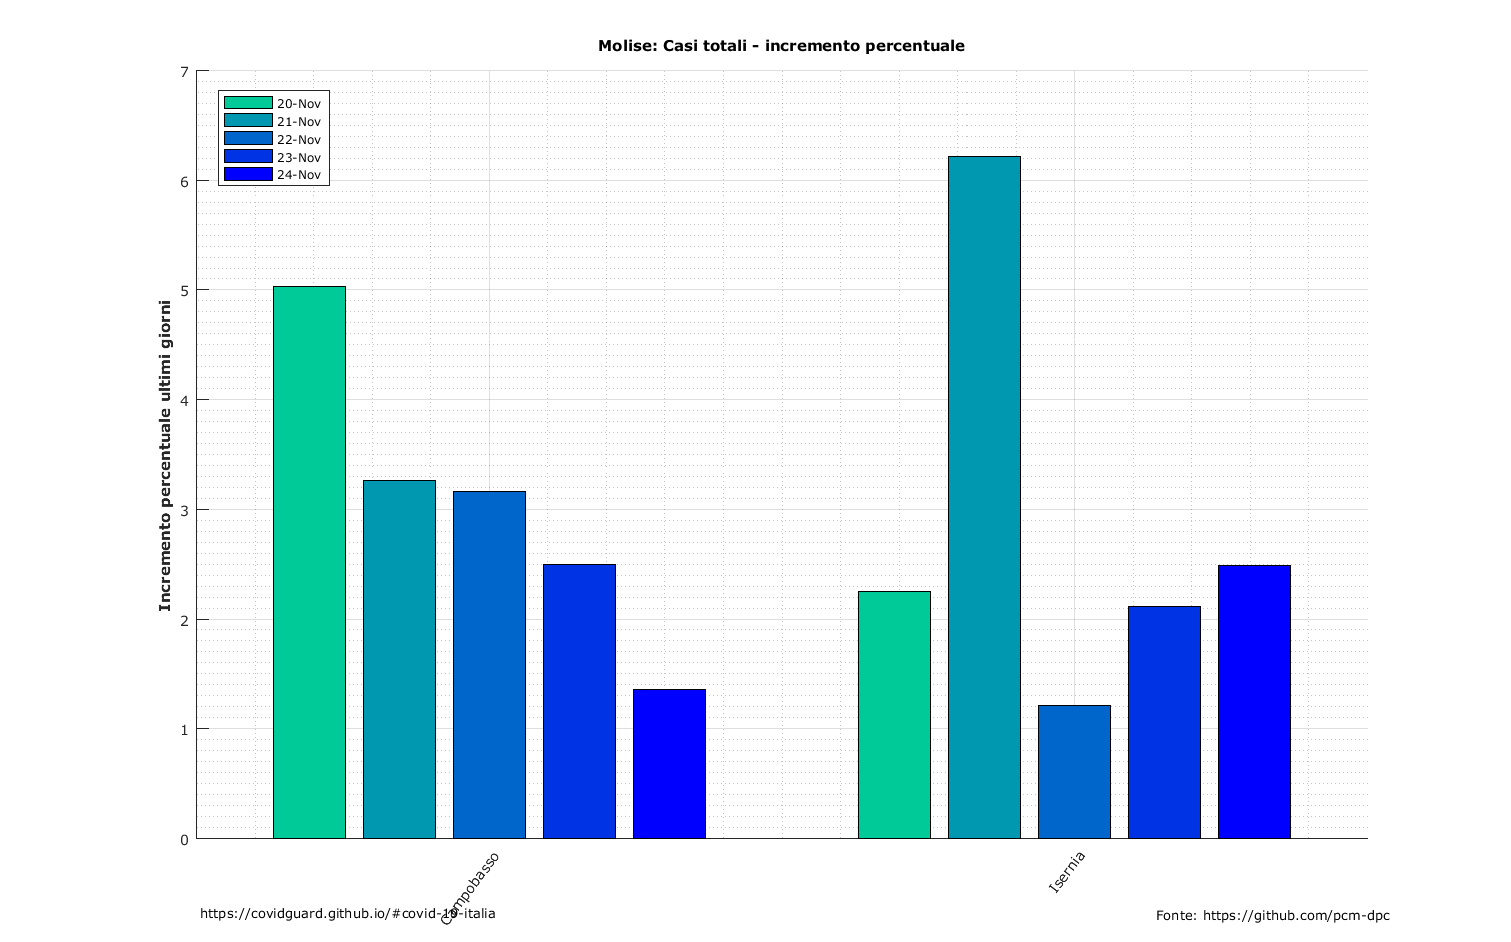 Molise: Casi totali - incremento percentuale
7
6
5
4
3
2
1
0
Incremento percentuale ultimi giorni
20-Nov
21-Nov
22-Nov
23-Nov
24-Nov
Campobasso
Isernia
https://covidguard.github.io/#covid-19-italia
Fonte: https://github.com/pcm-dpc